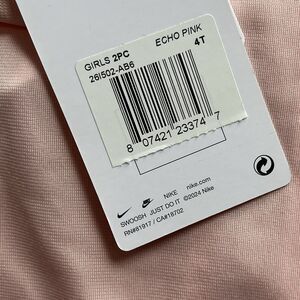 GIRLS 2PC ECHO PINK
26I502-AB6 4T
8 07421 23374 7
NIKE nike.com
SWOOSH JUST DO IT ©2024 Nike
RN#81917 / CA#18702